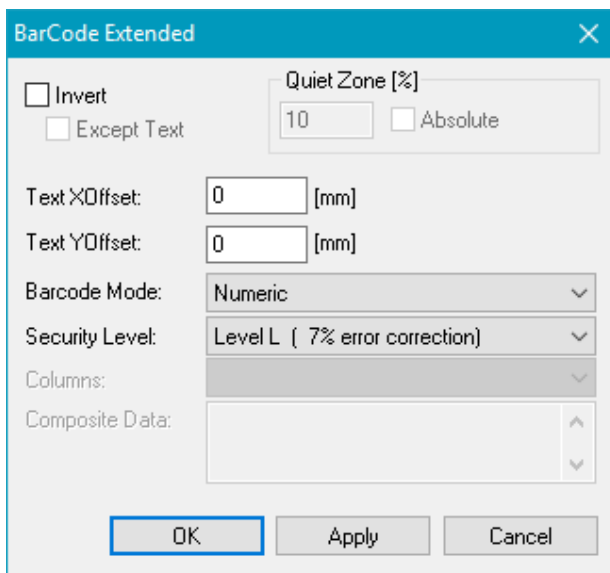 BarCode Extended
Invert
Except Text
Quiet Zone [%]
10
Absolute
Text XOffset: 0 [mm]
Text YOffset: 0 [mm]
Barcode Mode: Numeric
Security Level: Level L ( 7% error correction)
Columns:
Composite Data:
OK Apply Cancel